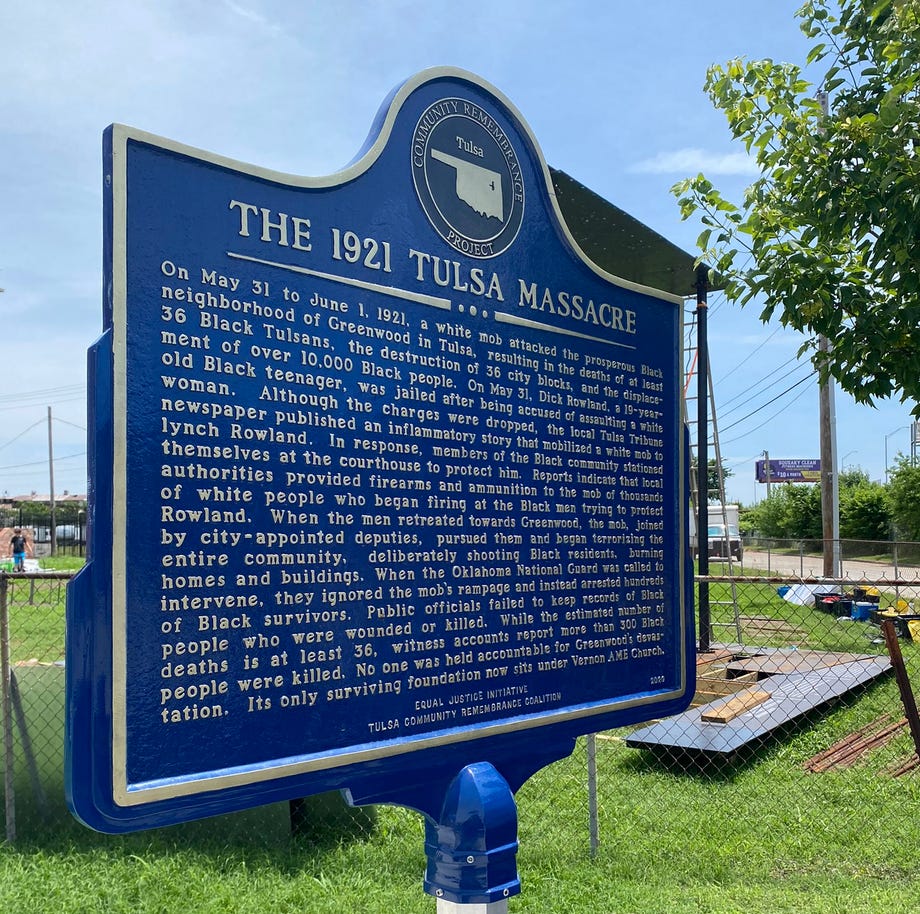 COMMUNITY REMEMBRANCE
Tulsa
PROJECT
THE 1921 TULSA MASSACRE
On May 31 to June 1, 1921, a white mob attacked the prosperous Black
neighborhood of Greenwood in Tulsa, resulting in the deaths of at least
36 Black Tulsans, the destruction of 36 city blocks, and the displace-
ment of over 10,000 Black people. On May 31, Dick Rowland, a 19-year-
old Black teenager, was jailed after being accused of assaulting a white
woman. Although the charges were dropped, the local Tulsa Tribune
newspaper published an inflammatory story that mobilized a white mob to
lynch Rowland. In response, members of the Black community stationed
themselves at the courthouse to protect him. Reports indicate that local
authorities provided firearms and ammunition to the mob of thousands
of white people who began firing at the Black men trying to protect
Rowland. When the men retreated towards Greenwood, the mob, joined
by city-appointed deputies, pursued them and began terrorizing the
entire community, deliberately shooting Black residents, burning
homes and buildings. When the Oklahoma National Guard was called to
intervene, they ignored the mob's rampage and instead arrested hundreds
of Black survivors. Public officials failed to keep records of Black
people who were wounded or killed. While the estimated number of
deaths is at least 36, witness accounts report more than 300 Black
people were killed. No one was held accountable for Greenwood's devas-
tation. Its only surviving foundation now sits under Vernon AME Church.
2020
EQUAL JUSTICE INITIATIVE
TULSA COMMUNITY REMEMBRANCE COALITION
SQUEAKY CLEAN